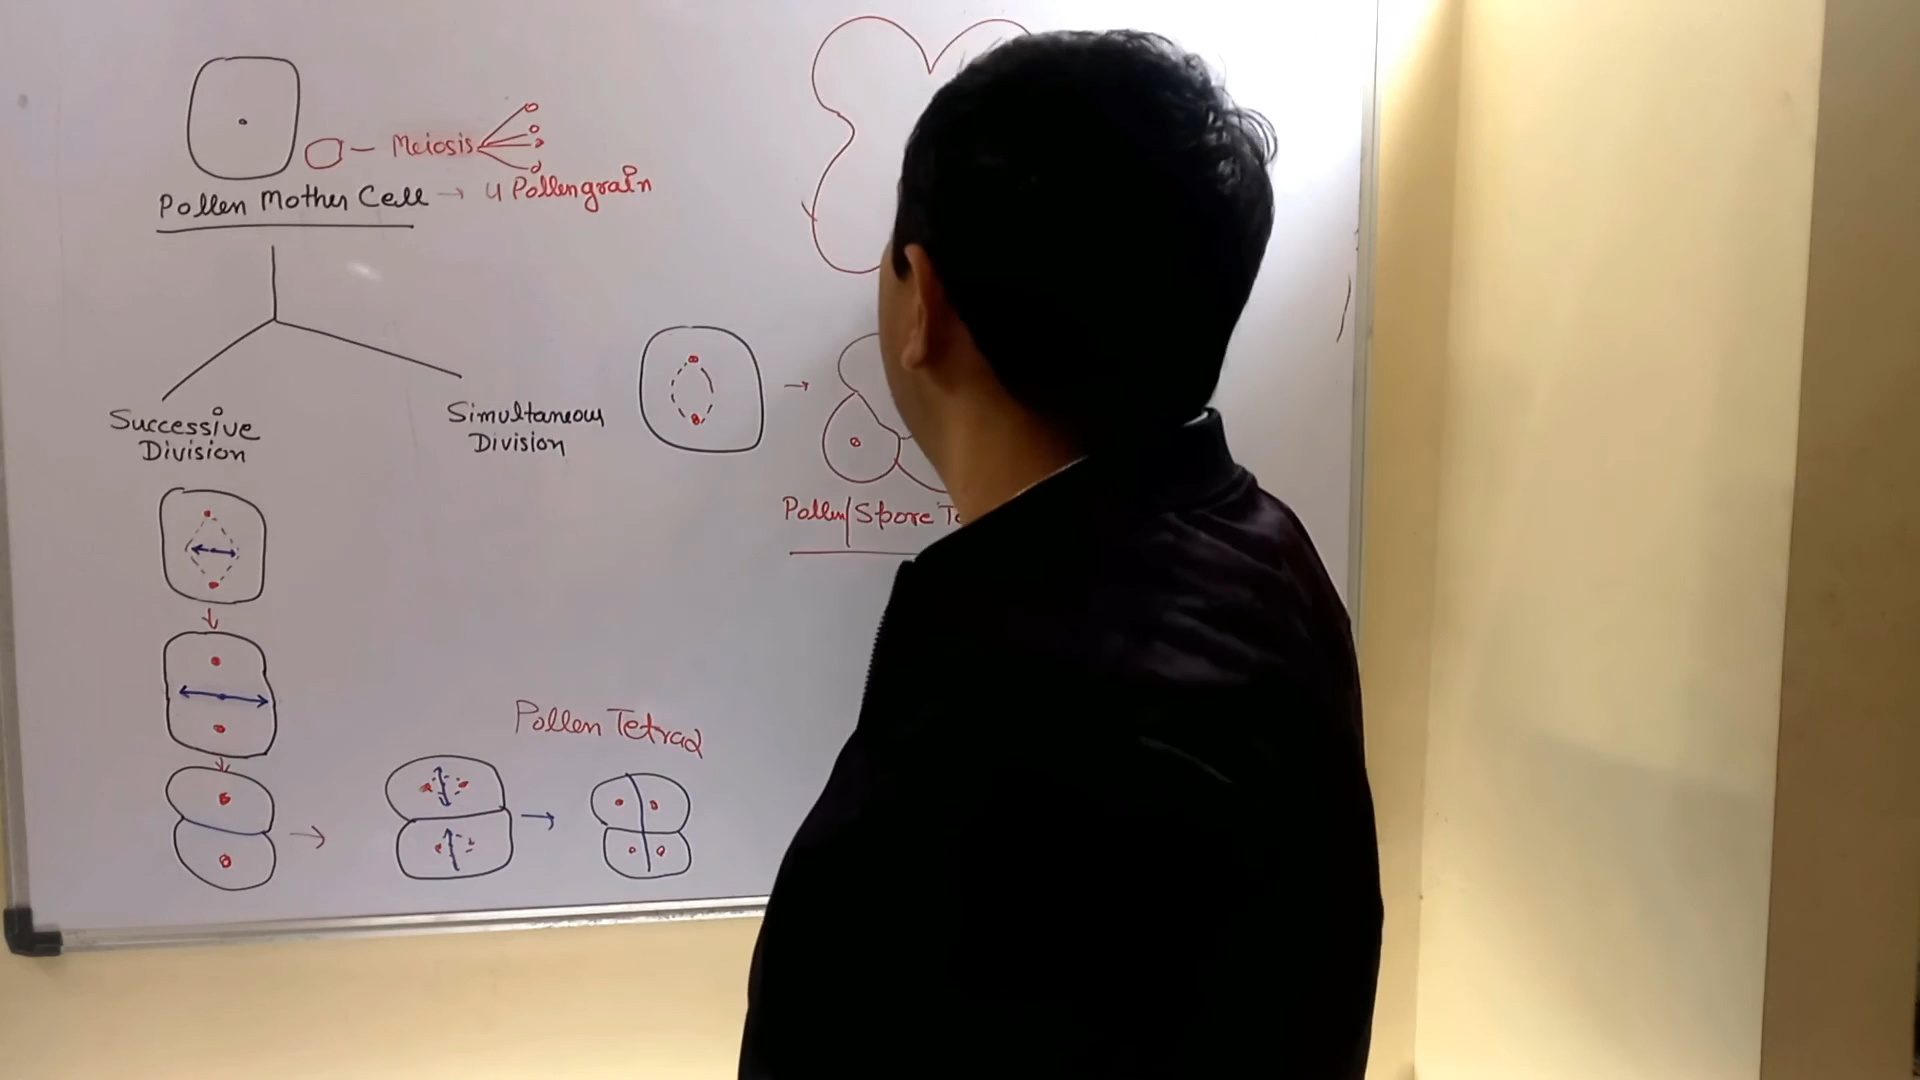 Meiosis
Pollen Mother Cell → 4 Pollengrain
Successive
Division
Simultaneous
Division
Pollen/Spore
Pollen Tetrad